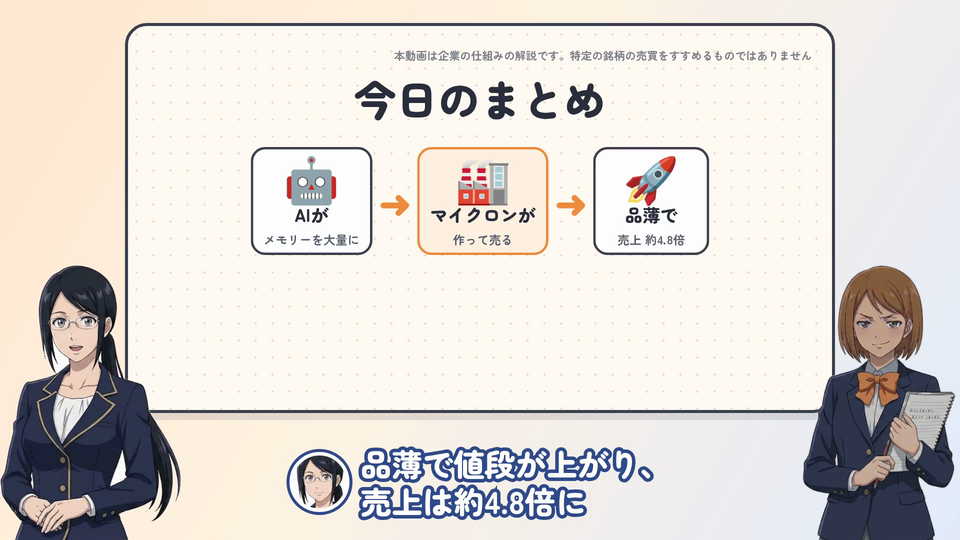 本動画は企業の仕組みの解説です。特定の銘柄の売買をすすめるものではありません
今日のまとめ
AIが
メモリーを大量に
マイクロンが
作って売る
品薄で
売上 約4.8倍
品薄で値段が上がり、
売上は約4.8倍に